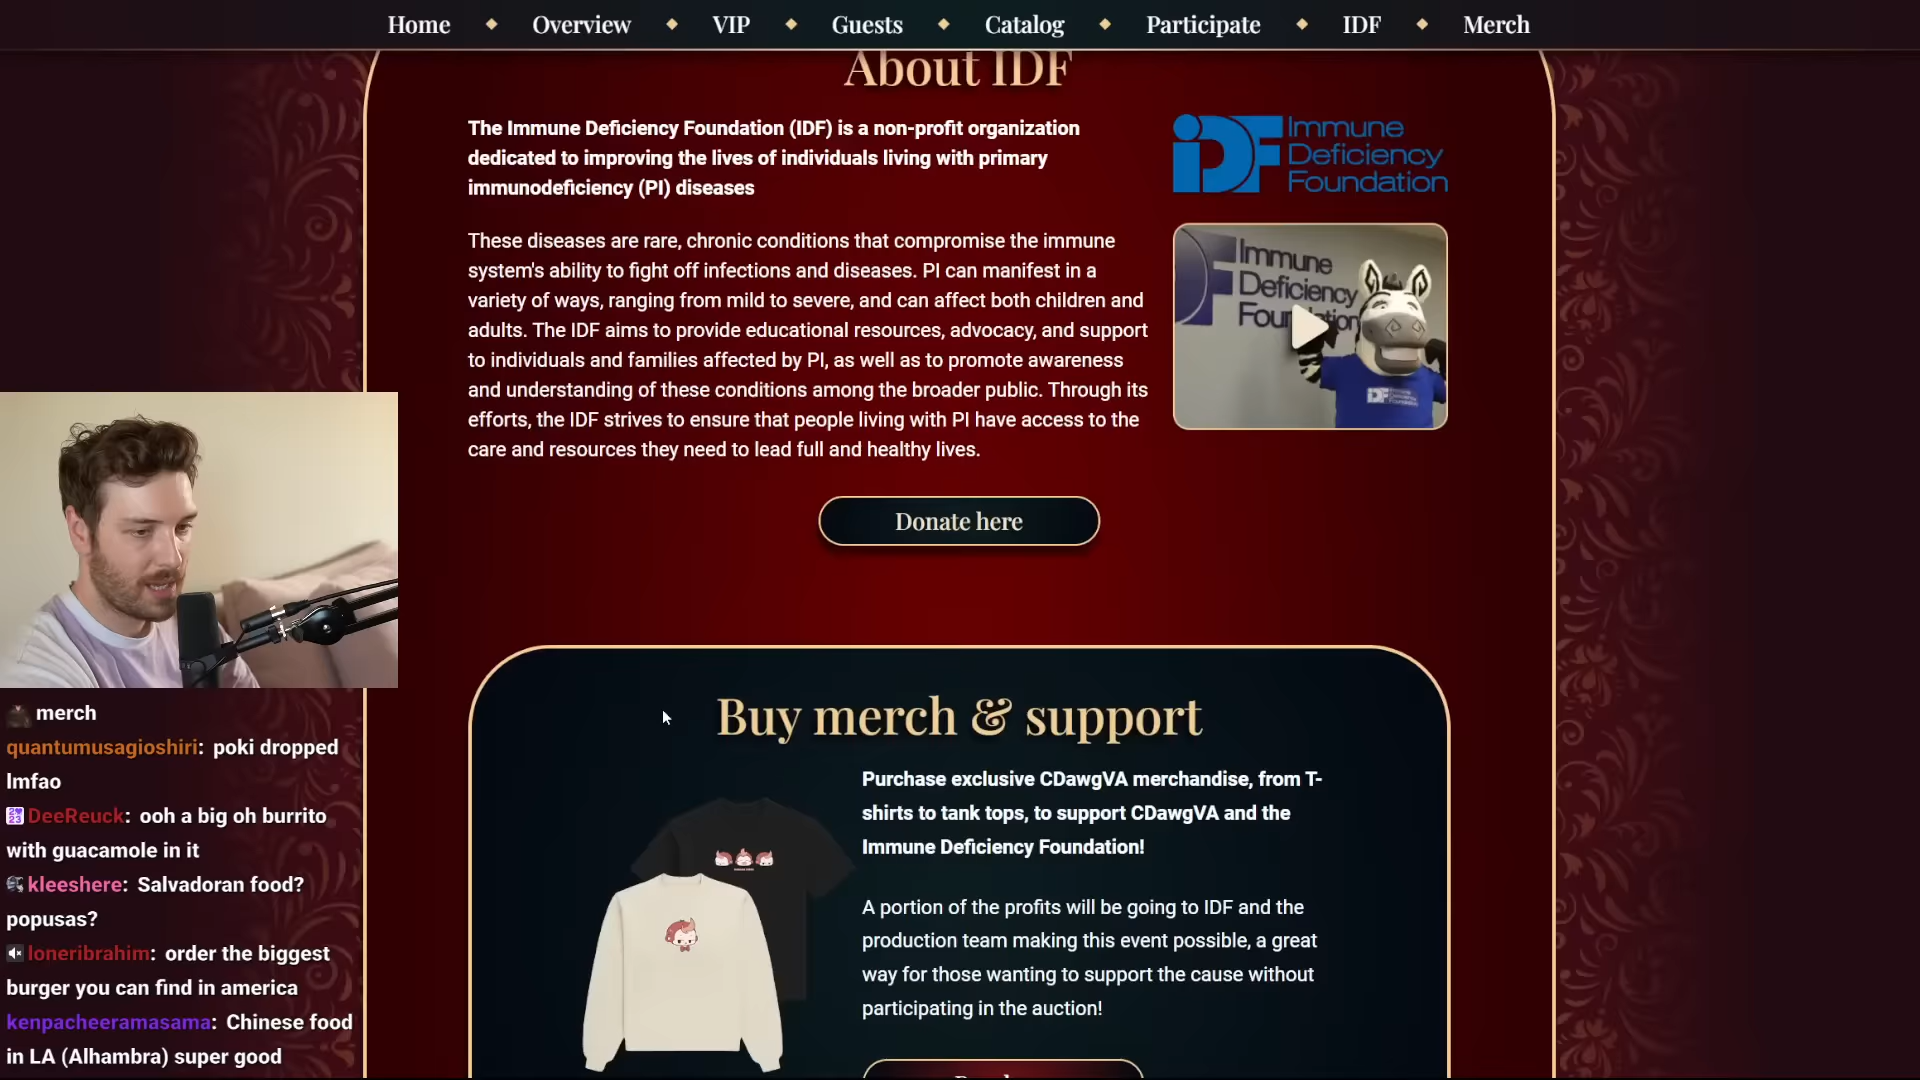 Home ◆ Overview ◆ VIP ◆ Guests ◆ Catalog ◆ Participate ◆ IDF ◆ Merch
About IDF
The Immune Deficiency Foundation (IDF) is a non-profit organization
dedicated to improving the lives of individuals living with primary
immunodeficiency (PI) diseases
These diseases are rare, chronic conditions that compromise the immune
system's ability to fight off infections and diseases. PI can manifest in a
variety of ways, ranging from mild to severe, and can affect both children and
adults. The IDF aims to provide educational resources, advocacy, and support
to individuals and families affected by PI, as well as to promote awareness
and understanding of these conditions among the broader public. Through its
efforts, the IDF strives to ensure that people living with PI have access to the
care and resources they need to lead full and healthy lives.
iDF Immune
Deficiency
Foundation
Immune
Deficiency
Foundation
Donate here
Buy merch & support
Purchase exclusive CDawgVA merchandise, from T-
shirts to tank tops, to support CDawgVA and the
Immune Deficiency Foundation!
A portion of the profits will be going to IDF and the
production team making this event possible, a great
way for those wanting to support the cause without
participating in the auction!
merch
quantumusagioshiri: poki dropped
lmfao
DeeReuck: ooh a big oh burrito
with guacamole in it
kleeshere: Salvadoran food?
popusas?
loneribrahim: order the biggest
burger you can find in america
kenpacheeramasama: Chinese food
in LA (Alhambra) super good